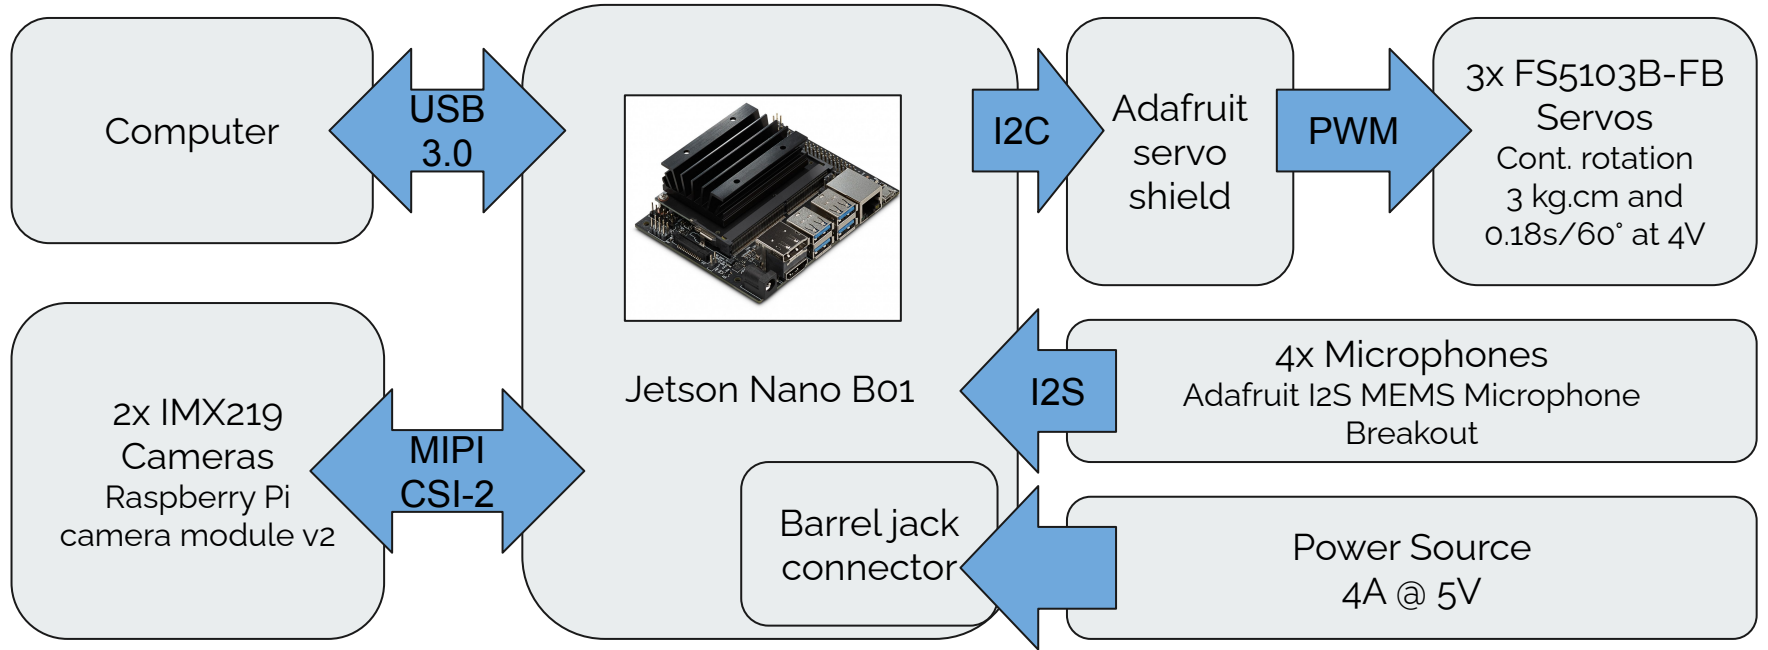 Computer
USB
3.0
I2C
Adafruit
servo
shield
PWM
3x FS5103B-FB
Servos
Cont. rotation
3 kg.cm and
0.18s/60° at 4V
2x IMX219
Cameras
Raspberry Pi
camera module v2
MIPI
CSI-2
Jetson Nano B01
I2S
4x Microphones
Adafruit I2S MEMS Microphone
Breakout
Barrel jack
connector
Power Source
4A @ 5V